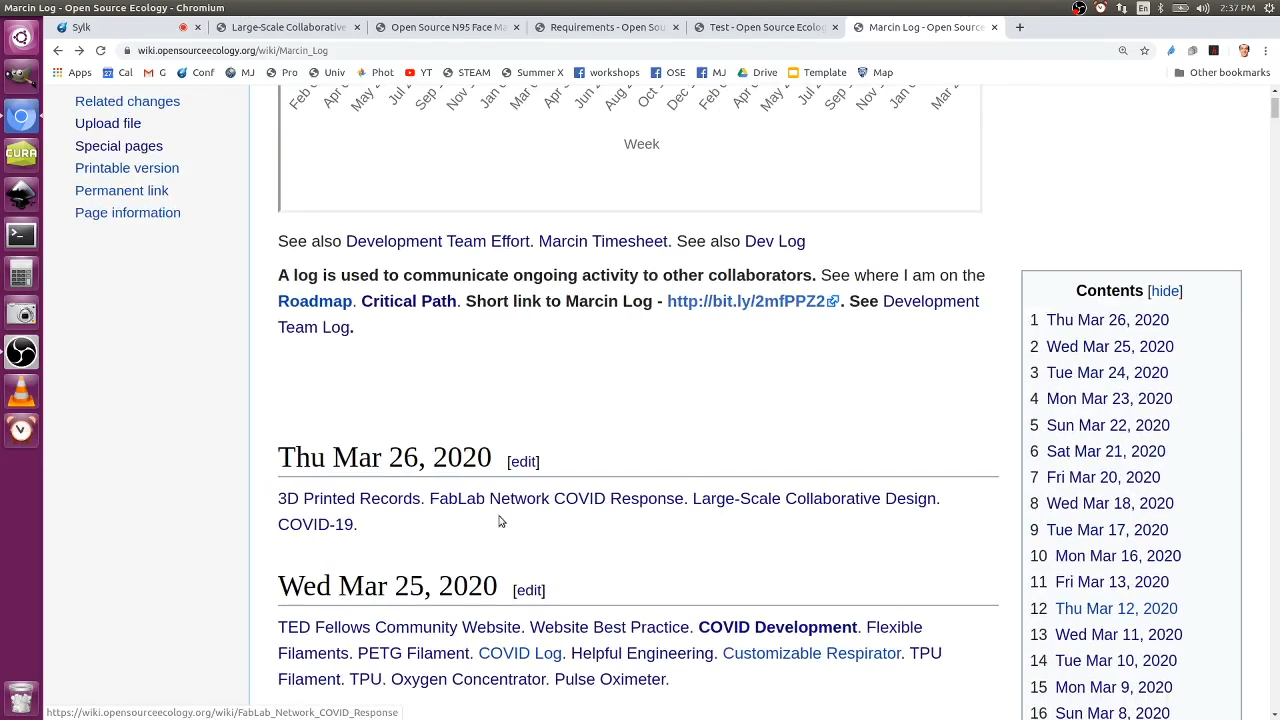 Marcin Log - Open Source Ecology - Chromium
En
2:37 PM
Sylk
Large-Scale Collaborative
Open Source N95 Face Ma
Requirements - Open Sou
Test - Open Source Ecolog
Marcin Log - Open Source
wiki.opensourceecology.org/wiki/Marcin_Log
Apps
27 Cal
M G
Conf
MJ
Pro
Univ
Phot
YT
STEAM
Summer X
workshops
OSE
MJ
Drive
Template
Map
Other bookmarks
Related changes
Upload file
Special pages
Printable version
Permanent link
Page information
Week
See also Development Team Effort. Marcin Timesheet. See also Dev Log
A log is used to communicate ongoing activity to other collaborators. See where I am on the
Roadmap. Critical Path. Short link to Marcin Log - http://bit.ly/2mfPPZ2. See Development
Team Log.
Thu Mar 26, 2020 [edit]
3D Printed Records. FabLab Network COVID Response. Large-Scale Collaborative Design.
COVID-19.
Wed Mar 25, 2020 [edit]
TED Fellows Community Website. Website Best Practice. COVID Development. Flexible
Filaments. PETG Filament. COVID Log. Helpful Engineering. Customizable Respirator. TPU
Filament. TPU. Oxygen Concentrator. Pulse Oximeter.
Contents [hide]
1 Thu Mar 26, 2020
2 Wed Mar 25, 2020
3 Tue Mar 24, 2020
4 Mon Mar 23, 2020
5 Sun Mar 22, 2020
6 Sat Mar 21, 2020
7 Fri Mar 20, 2020
8 Wed Mar 18, 2020
9 Tue Mar 17, 2020
10 Mon Mar 16, 2020
11 Fri Mar 13, 2020
12 Thu Mar 12, 2020
13 Wed Mar 11, 2020
14 Tue Mar 10, 2020
15 Mon Mar 9, 2020
16 Sun Mar 8, 2020
https://wiki.opensourceecology.org/wiki/FabLab_Network_COVID_Response
CURA